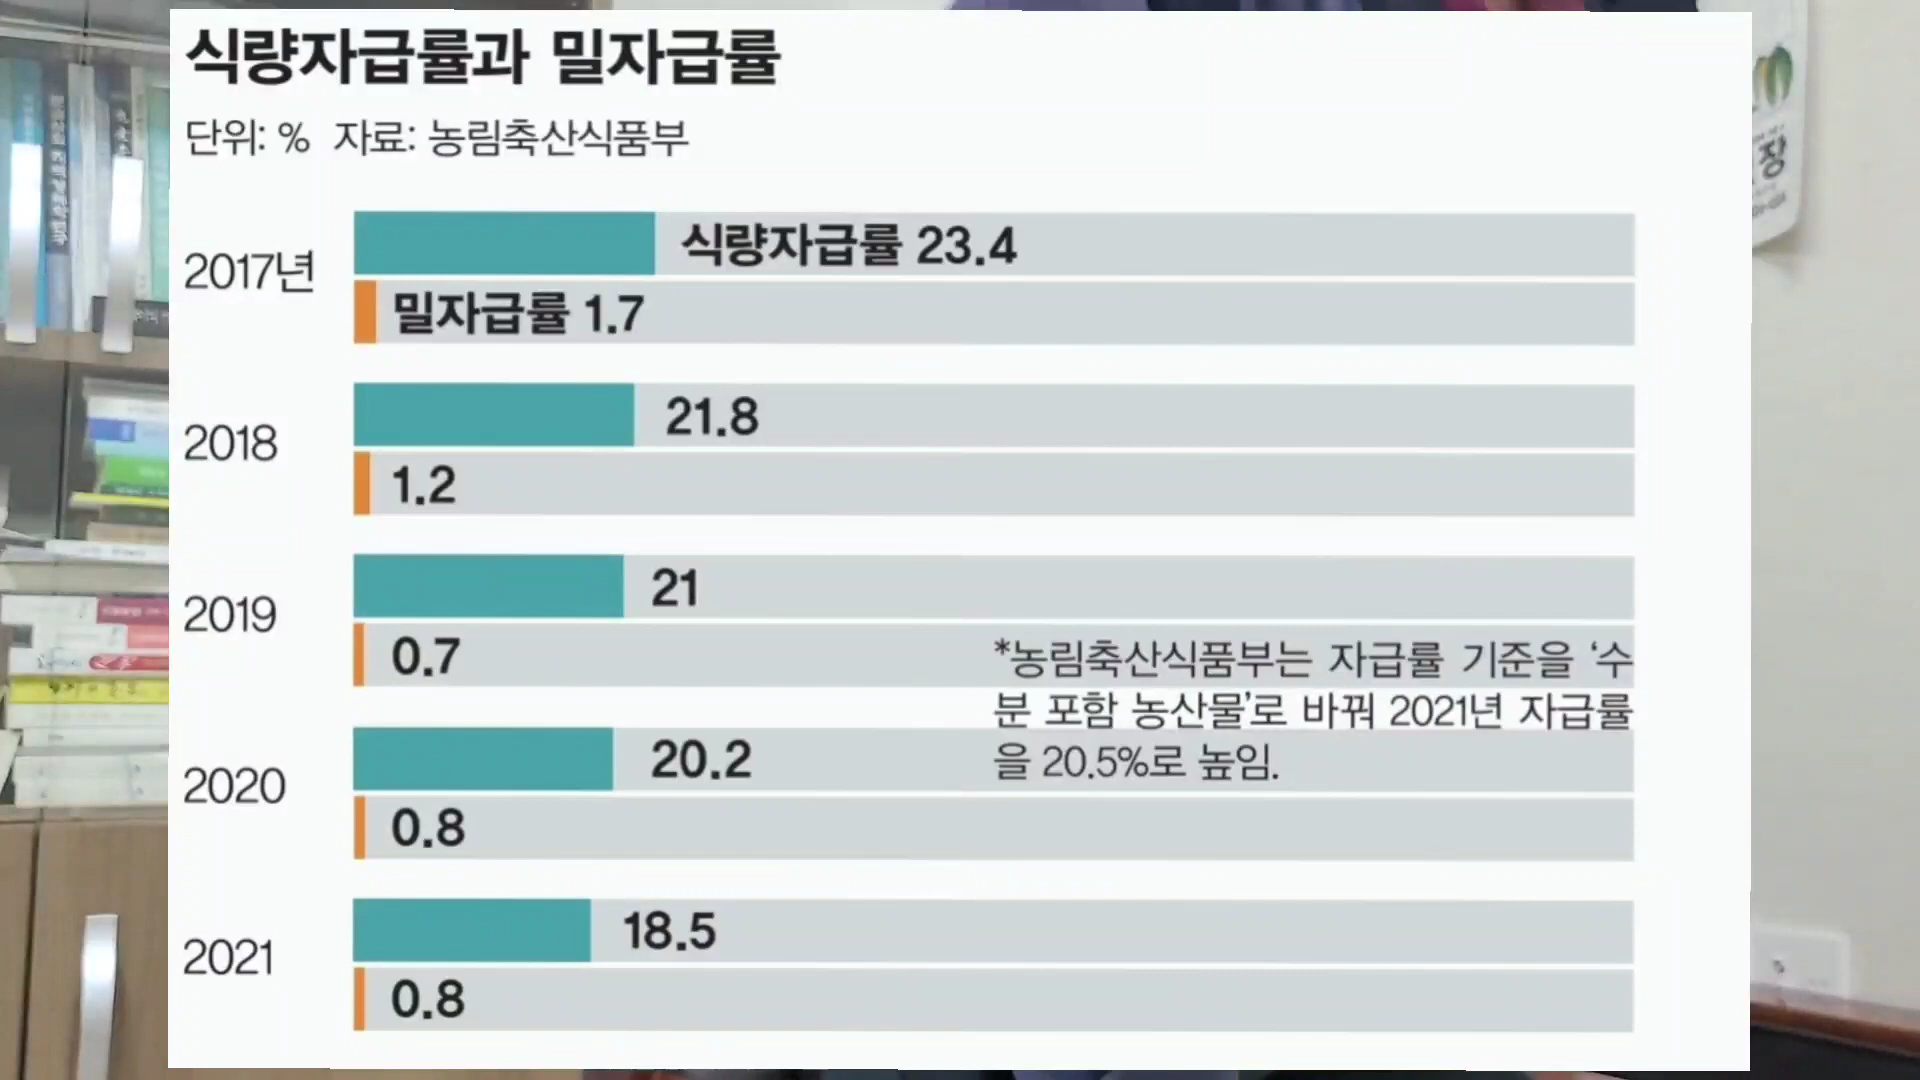 식량자급률과 밀자급률
단위: % 자료: 농림축산식품부
2017년
식량자급률 23.4
밀자급률 1.7
2018
21.8
1.2
2019
21
0.7
*농림축산식품부는 자급률 기준을 ‘수
분 포함 농산물’로 바꿔 2021년 자급률
을 20.5%로 높임.
2020
20.2
0.8
2021
18.5
0.8
장